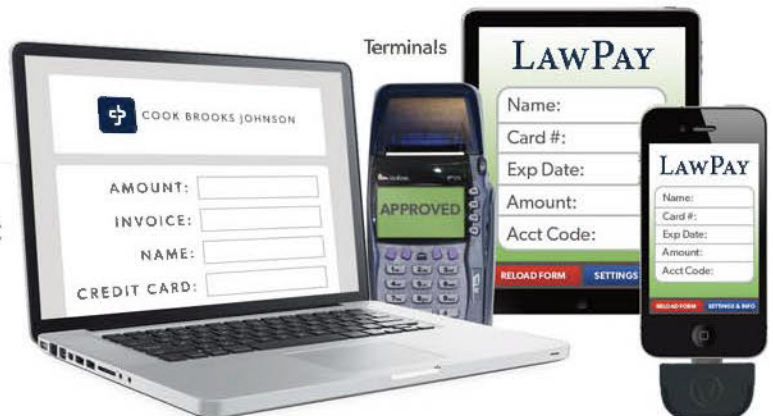 Terminals
COOK BROOKS JOHNSON
AMOUNT:
INVOICE:
NAME:
CREDIT CARD:
APPROVED
LAWPAY
Name:
Card #:
Exp Date:
Amount:
Acct Code:
RELOAD FORM
SETTINGS
LAWPAY
Name:
Card #:
Exp Date:
Amount:
Acct Code:
RELOAD FORM
SETTINGS & INFO